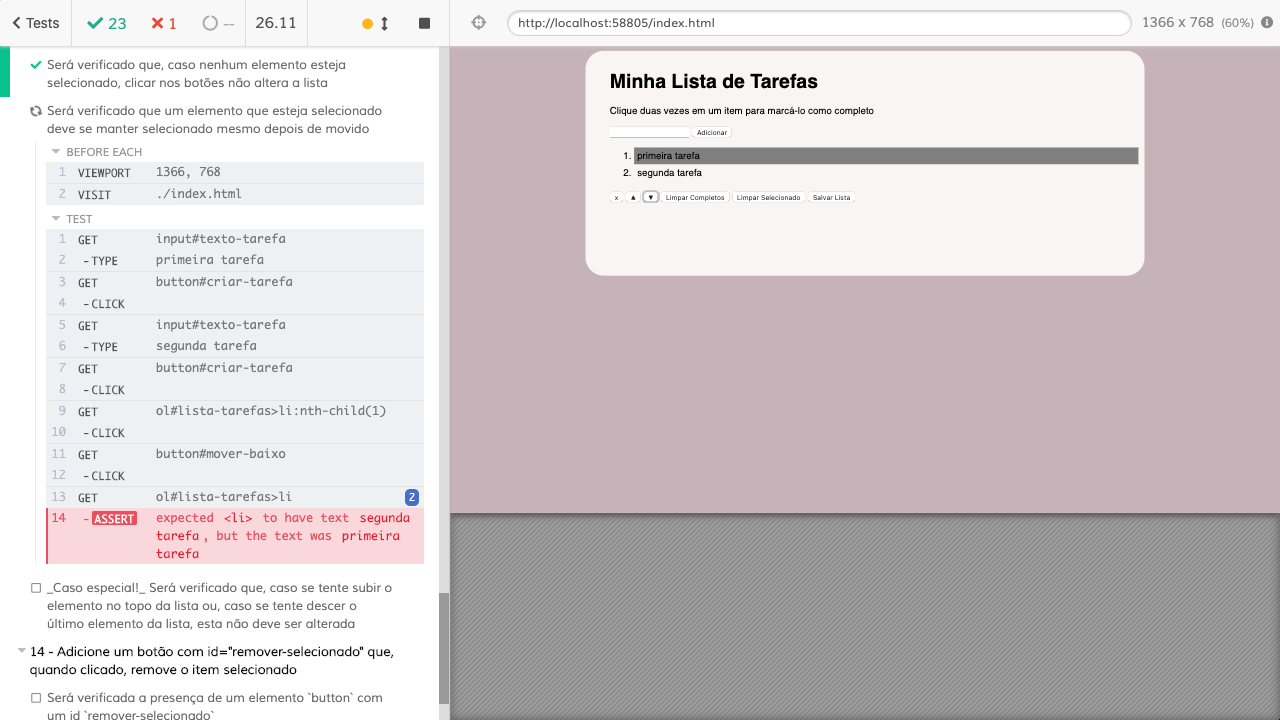 Tests
23
1
--
26.11
http://localhost:58805/index.html
1366 x 768 (60%)
Será verificado que, caso nenhum elemento esteja
selecionado, clicar nos botões não altera a lista
Será verificado que um elemento que esteja selecionado
deve se manter selecionado mesmo depois de movido
BEFORE EACH
1 VIEWPORT 1366, 768
2 VISIT ./index.html
TEST
1 GET input#texto-tarefa
2 -TYPE primeira tarefa
3 GET button#criar-tarefa
4 -CLICK
5 GET input#texto-tarefa
6 -TYPE segunda tarefa
7 GET button#criar-tarefa
8 -CLICK
9 GET ol#lista-tarefas>li:nth-child(1)
10 -CLICK
11 GET button#mover-baixo
12 -CLICK
13 GET ol#lista-tarefas>li 2
14 -ASSERT expected <li> to have text segunda
tarefa, but the text was primeira
tarefa
_Caso especial!_ Será verificado que, caso se tente subir o
elemento no topo da lista ou, caso se tente descer o
último elemento da lista, esta não deve ser alterada
14 - Adicione um botão com id="remover-selecionado" que,
quando clicado, remove o item selecionado
Será verificada a presença de um elemento `button` com
um id `remover-selecionado`
Minha Lista de Tarefas
Clique duas vezes em um item para marcá-lo como completo
Adicionar
1. primeira tarefa
2. segunda tarefa
x ▲ ▼ Limpar Completos Limpar Selecionado Salvar Lista